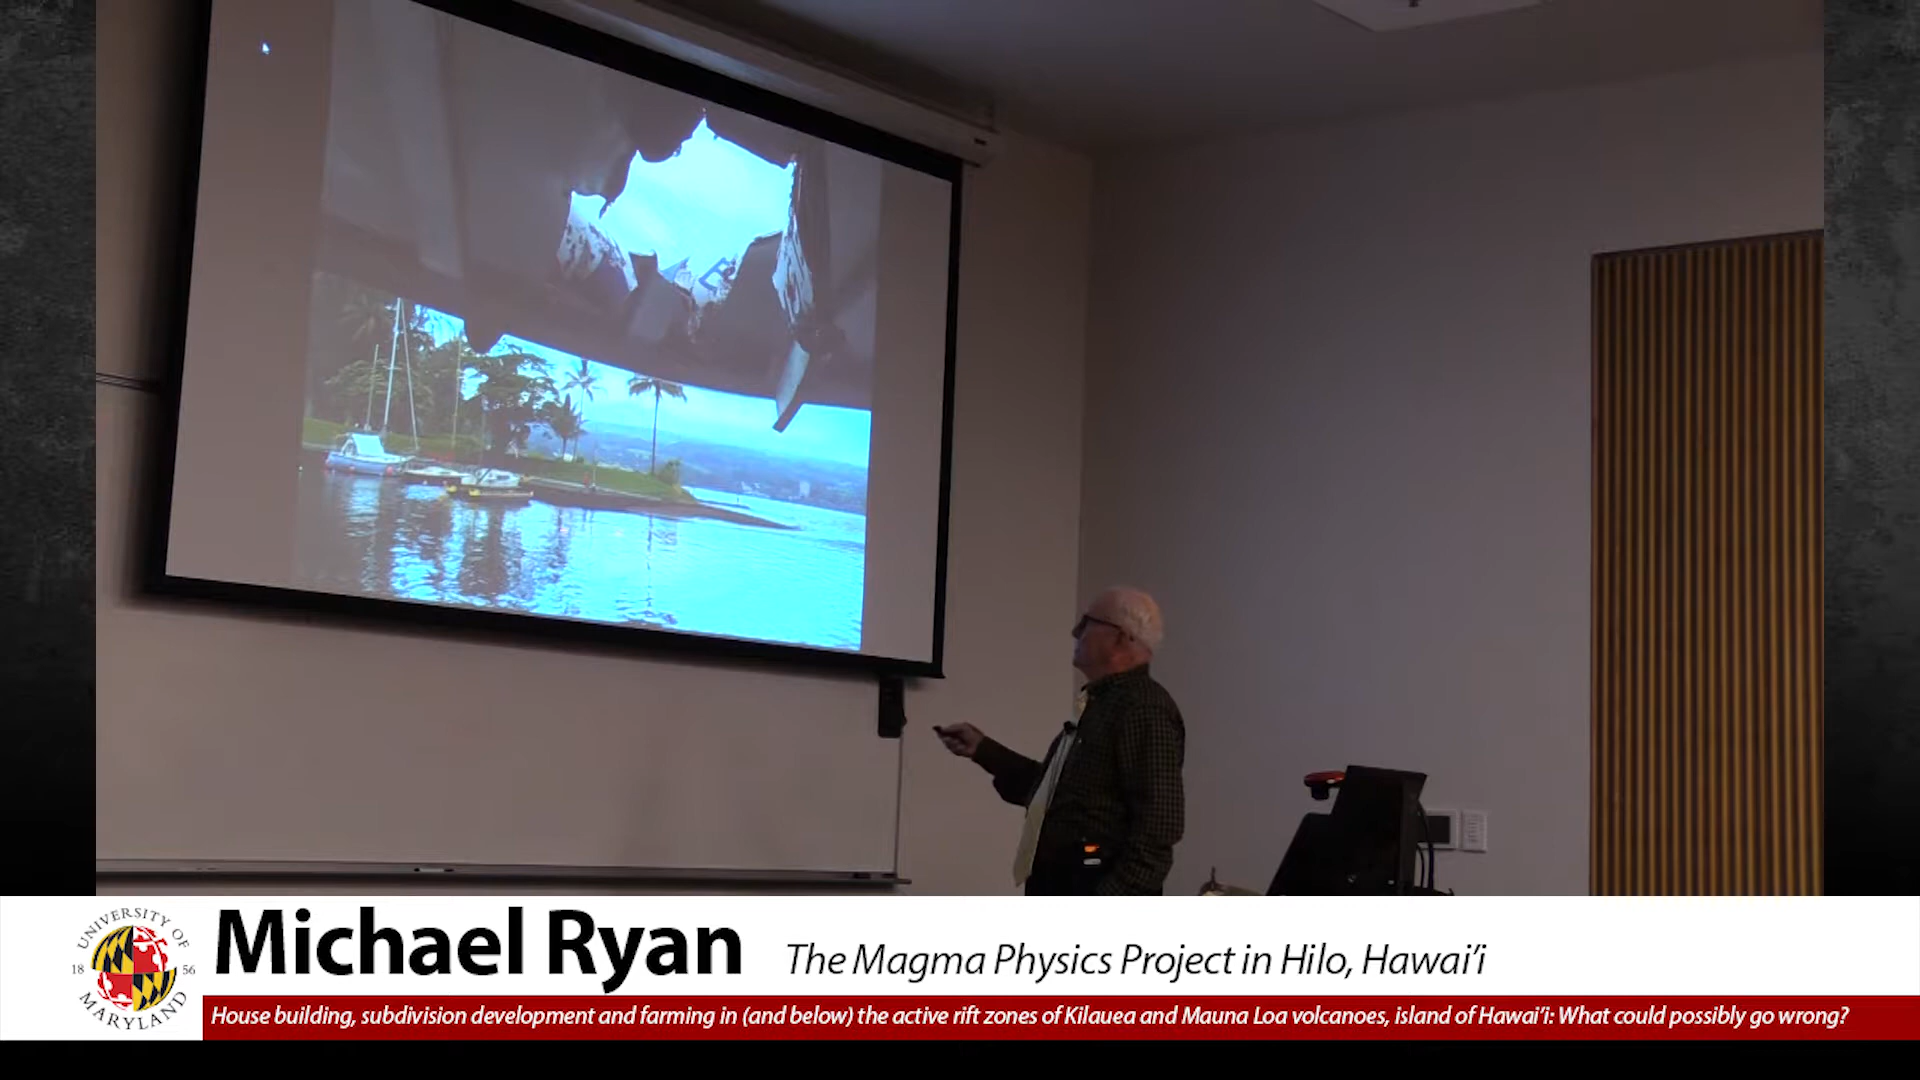 UNIVERSITY OF
18 56
MARYLAND
Michael Ryan
The Magma Physics Project in Hilo, Hawai‘i
House building, subdivision development and farming in (and below) the active rift zones of Kilauea and Mauna Loa volcanoes, island of Hawai‘i: What could possibly go wrong?